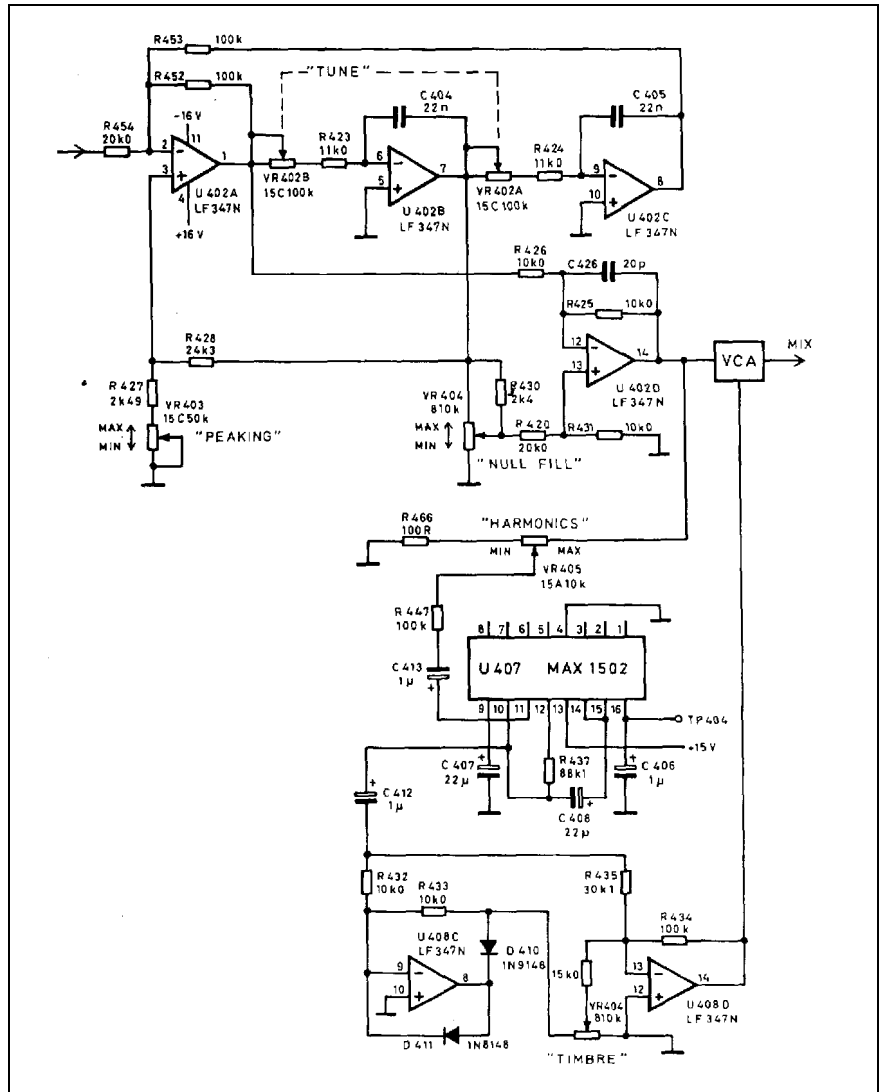 R453 100k
R452 100k
"TUNE"
C404
22n
C405
22n
-16V
11
R454
20k0
2
3
1
4
+16V
U402A
LF347N
VR402B
15C100k
R423
11k0
6
5
7
U402B
LF347N
VR402A
15C100k
R424
11k0
9
10
8
U402C
LF347N
R426
10k0
C426 20p
R425 10k0
12
13
14
U402D
LF347N
VCA
MIX
R428
24k3
R427
2k49
VR403
15C50k
MAX
MIN
"PEAKING"
VR404
810k
MAX
MIN
R430
2k4
R420
20k0
R431
10k0
"NULL FILL"
R466
100R
"HARMONICS"
MIN MAX
VR405
15A10k
R447
100k
C413
1µ
+
8 7 6 5 4 3 2 1
U407 MAX 1502
9 10 11 12 13 14 15 16
TP404
+15V
C407
22µ
+
R437
88k1
C408
22µ
+
C406
1µ
+
C412
1µ
+
R432
10k0
R433
10k0
U408C
LF347N
9
10
8
D410
1N9148
D411 1N8148
R435
30k1
R434
100k
15k0
VR404
810k
13
12
14
U408D
LF347N
"TIMBRE"